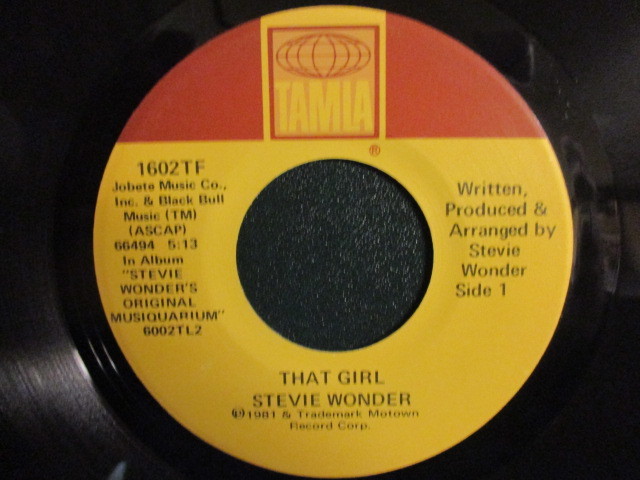 TAMLA
®
1602TF
Jobete Music Co.,
Inc. & Black Bull
Music (TM)
(ASCAP)
66494 5:13
In Album
"STEVIE
WONDER'S
ORIGINAL
MUSIQUARIUM"
6002TL2
Written,
Produced &
Arranged by
Stevie
Wonder
Side 1
THAT GIRL
STEVIE WONDER
℗1981 & Trademark Motown
Record Corp.